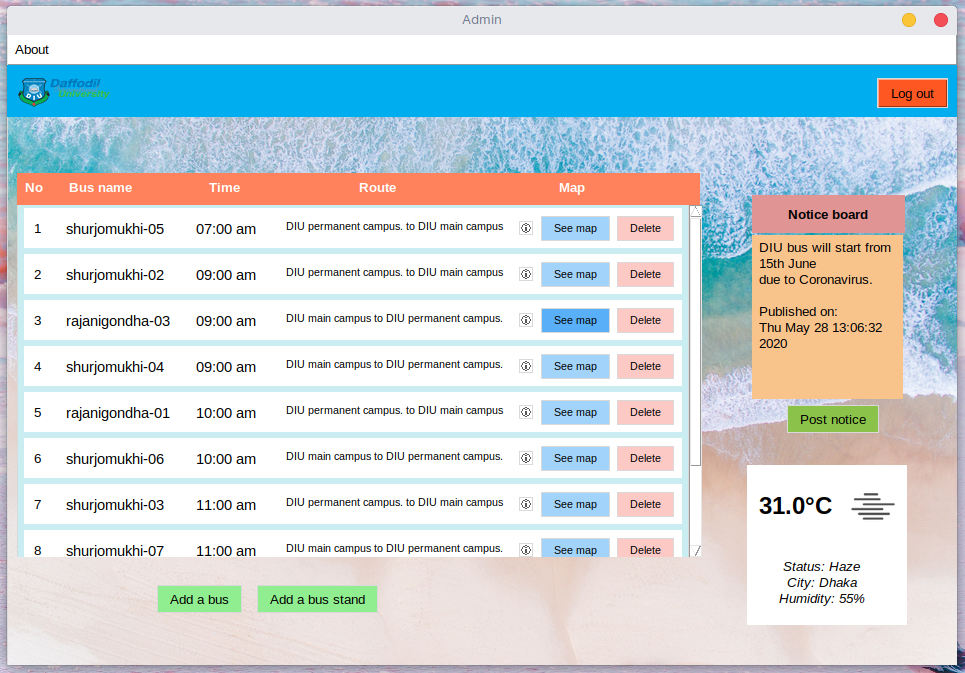 Admin
About
Daffodil
University
DIU
Log out
No Bus name Time Route Map
1 shurjomukhi-05 07:00 am DIU permanent campus. to DIU main campus See map Delete
2 shurjomukhi-02 09:00 am DIU permanent campus. to DIU main campus See map Delete
3 rajanigondha-03 09:00 am DIU main campus to DIU permanent campus. See map Delete
4 shurjomukhi-04 09:00 am DIU main campus to DIU permanent campus. See map Delete
5 rajanigondha-01 10:00 am DIU permanent campus. to DIU main campus See map Delete
6 shurjomukhi-06 10:00 am DIU main campus to DIU permanent campus. See map Delete
7 shurjomukhi-03 11:00 am DIU permanent campus. to DIU main campus See map Delete
8 shurjomukhi-07 11:00 am DIU main campus to DIU permanent campus. See map Delete
Add a bus Add a bus stand
Notice board
DIU bus will start from
15th June
due to Coronavirus.
Published on:
Thu May 28 13:06:32
2020
Post notice
31.0°C
Status: Haze
City: Dhaka
Humidity: 55%